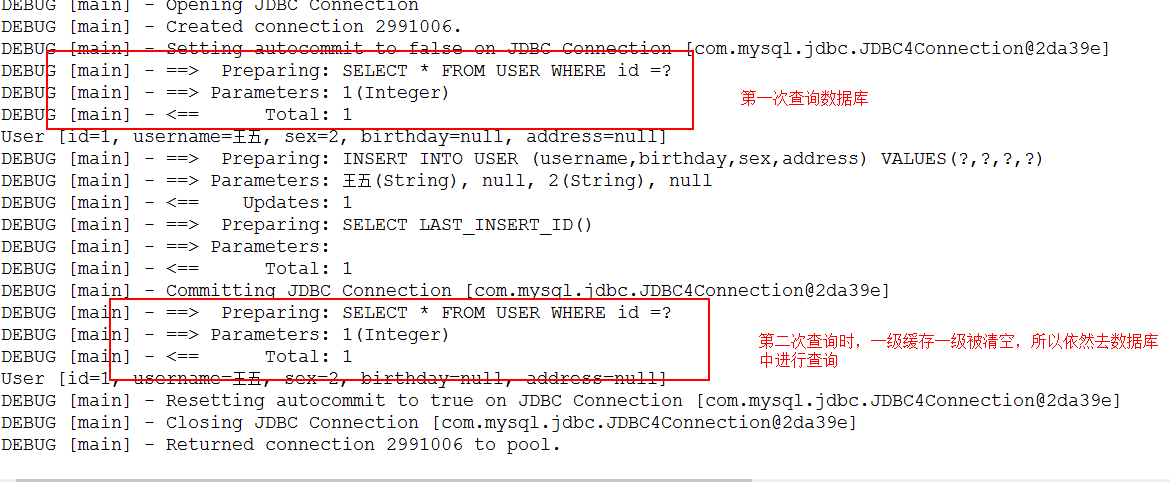 DEBUG [main] - Opening JDBC Connection
DEBUG [main] - Created connection 2991006.
DEBUG [main] - Setting autocommit to false on JDBC Connection [com.mysql.jdbc.JDBC4Connection@2da39e]
DEBUG [main] - ==>  Preparing: SELECT * FROM USER WHERE id =?
DEBUG [main] - ==> Parameters: 1(Integer)
第一次查询数据库
DEBUG [main] - <==      Total: 1
User [id=1, username=王五, sex=2, birthday=null, address=null]
DEBUG [main] - ==>  Preparing: INSERT INTO USER (username,birthday,sex,address) VALUES(?,?,?,?)
DEBUG [main] - ==> Parameters: 王五(String), null, 2(String), null
DEBUG [main] - <==    Updates: 1
DEBUG [main] - ==>  Preparing: SELECT LAST_INSERT_ID()
DEBUG [main] - ==> Parameters:
DEBUG [main] - <==      Total: 1
DEBUG [main] - Committing JDBC Connection [com.mysql.jdbc.JDBC4Connection@2da39e]
DEBUG [main] - ==>  Preparing: SELECT * FROM USER WHERE id =?
DEBUG [main] - ==> Parameters: 1(Integer)
DEBUG [main] - <==      Total: 1
第二次查询时，一级缓存一级被清空，所以依然去数据库
中进行查询
User [id=1, username=王五, sex=2, birthday=null, address=null]
DEBUG [main] - Resetting autocommit to true on JDBC Connection [com.mysql.jdbc.JDBC4Connection@2da39e]
DEBUG [main] - Closing JDBC Connection [com.mysql.jdbc.JDBC4Connection@2da39e]
DEBUG [main] - Returned connection 2991006 to pool.